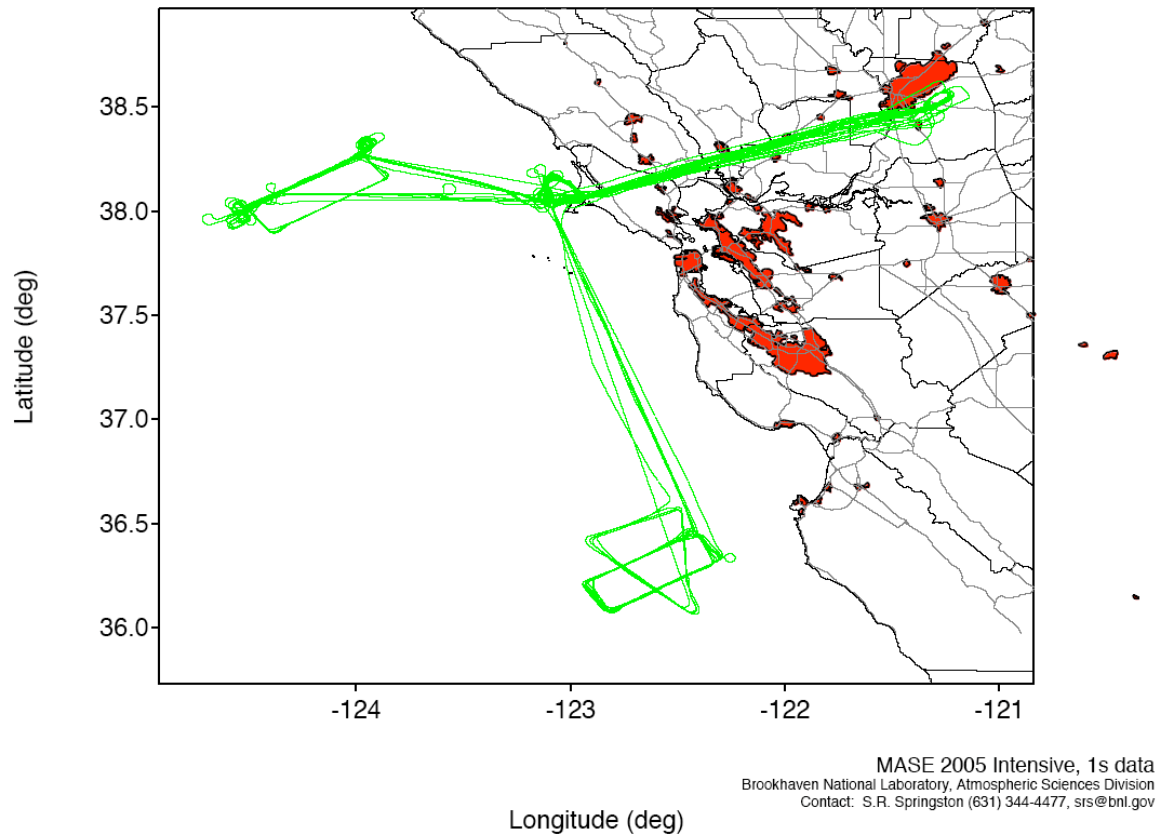 38.5
38.0
37.5
37.0
36.5
36.0
Latitude (deg)
-124
-123
-122
-121
MASE 2005 Intensive, 1s data
Brookhaven National Laboratory, Atmospheric Sciences Division
Contact: S.R. Springston (631) 344-4477, srs@bnl.gov
Longitude (deg)